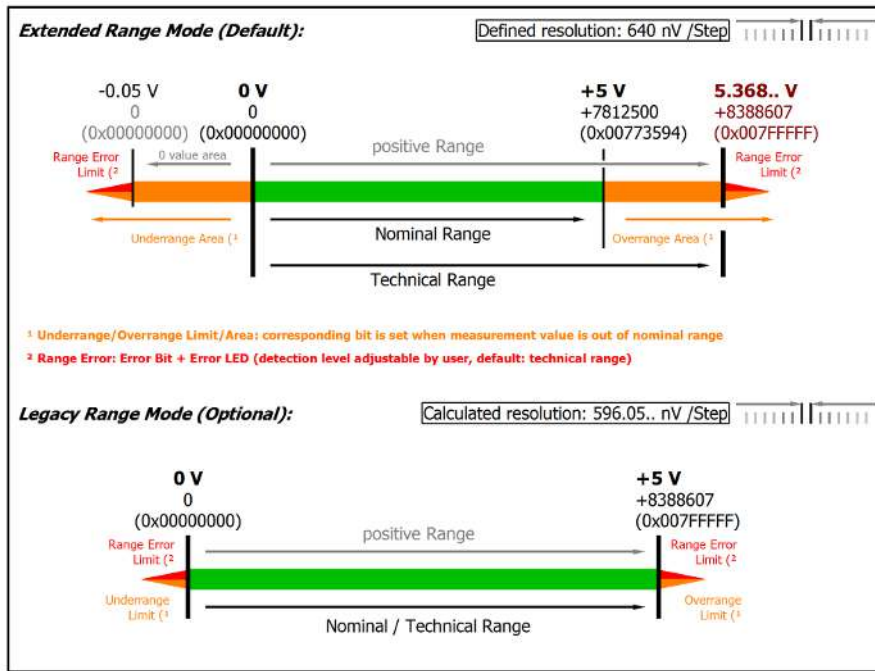 Extended Range Mode (Default):
Defined resolution: 640 nV /Step
-0.05 V
0
(0x00000000)
0 V
0
(0x00000000)
+5 V
+7812500
(0x00773594)
5.368.. V
+8388607
(0x007FFFFF)
Range Error
Limit (²
0 value area
positive Range
Range Error
Limit (²
Underrange Area (¹
Nominal Range
Overrange Area (¹
Technical Range
¹ Underrange/Overrange Limit/Area: corresponding bit is set when measurement value is out of nominal range
² Range Error: Error Bit + Error LED (detection level adjustable by user, default: technical range)
Legacy Range Mode (Optional):
Calculated resolution: 596.05.. nV /Step
0 V
0
(0x00000000)
+5 V
+8388607
(0x007FFFFF)
Range Error
Limit (²
positive Range
Range Error
Limit (²
Underrange
Limit (¹
Nominal / Technical Range
Overrange
Limit (¹